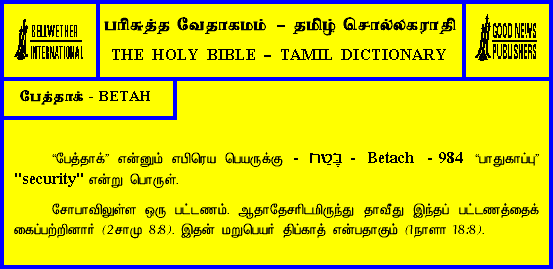 BELLWETHER
INTERNATIONAL
பரிசுத்த வேதாகமம் – தமிழ் சொல்லகராதி
THE HOLY BIBLE – TAMIL DICTIONARY
GOOD NEWS
PUBLISHERS
பேத்தாக் - BETAH
“பேத்தாக்” என்னும் எபிரெய பெயருக்கு - בֶּטַח - Betach - 984 “பாதுகாப்பு”
"security" என்று பொருள்.
சோபாவிலுள்ள ஒரு பட்டணம். ஆதாதேசரிடமிருந்து தாவீது இந்தப் பட்டணத்தைக்
கைப்பற்றினார் (2சாமு 8:8). இதன் மறுபெயர் திப்காத் என்பதாகும் (1நாளா 18:8).